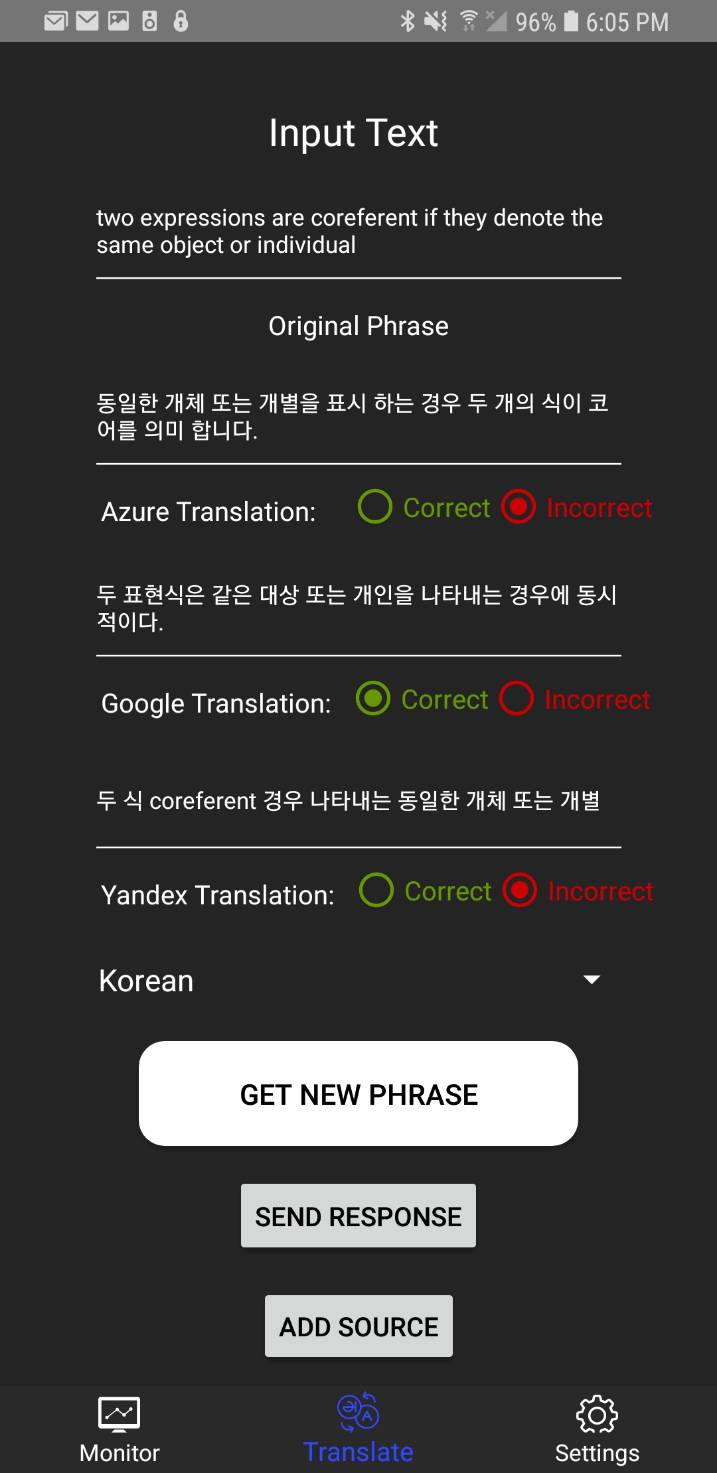 96% 6:05 PM
Input Text
two expressions are coreferent if they denote the
same object or individual
Original Phrase
동일한 개체 또는 개별을 표시 하는 경우 두 개의 식이 코
어를 의미 합니다.
Azure Translation: Correct Incorrect
두 표현식은 같은 대상 또는 개인을 나타내는 경우에 동시
적이다.
Google Translation: Correct Incorrect
두 식 coreferent 경우 나타내는 동일한 개체 또는 개별
Yandex Translation: Correct Incorrect
Korean
GET NEW PHRASE
SEND RESPONSE
ADD SOURCE
Monitor Translate Settings